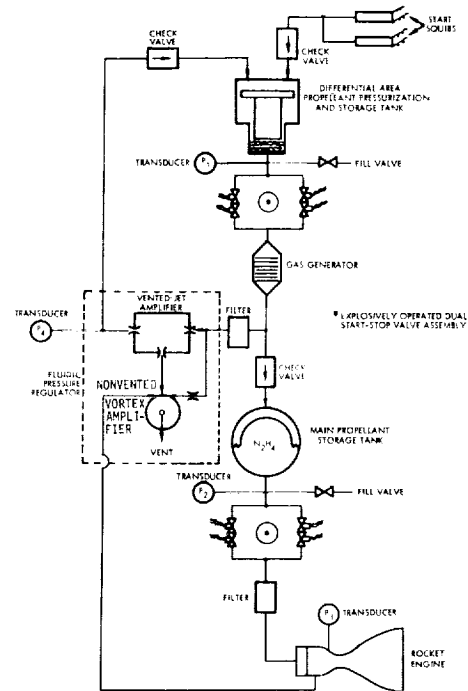 CHECK
VALVE
START
SQUIBS
CHECK
VALVE
DIFFERENTIAL AREA
PROPELLANT PRESSURIZATION
AND STORAGE TANK
TRANSDUCER
FILL VALVE
GAS GENERATOR
VENTED-JET
AMPLIFIER
FILTER
* EXPLOSIVELY OPERATED DUAL
START-STOP VALVE ASSEMBLY
TRANSDUCER
P4
FLUIDIC
PRESSURE
REGULATOR
CHECK
VALVE
NONVENTED
VORTEX
AMPLI-
FIER
VENT
MAIN PROPELLANT
STORAGE TANK
N2H4
TRANSDUCER
P2
FILL VALVE
FILTER
TRANSDUCER
ROCKET
ENGINE